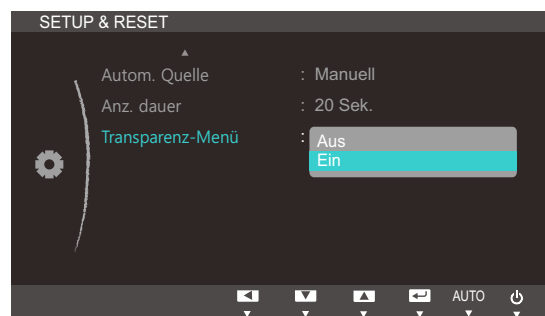 SETUP & RESET
Autom. Quelle : Manuell
Anz. dauer : 20 Sek.
Transparenz-Menü : Aus
Ein
AUTO